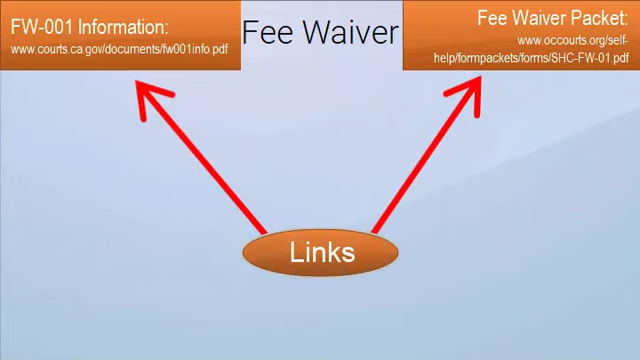 FW-001 Information:
www.courts.ca.gov/documents/fw001info.pdf
Fee Waiver
Fee Waiver Packet:
www.occourts.org/self-
help/formpackets/forms/SHC-FW-01.pdf
Links